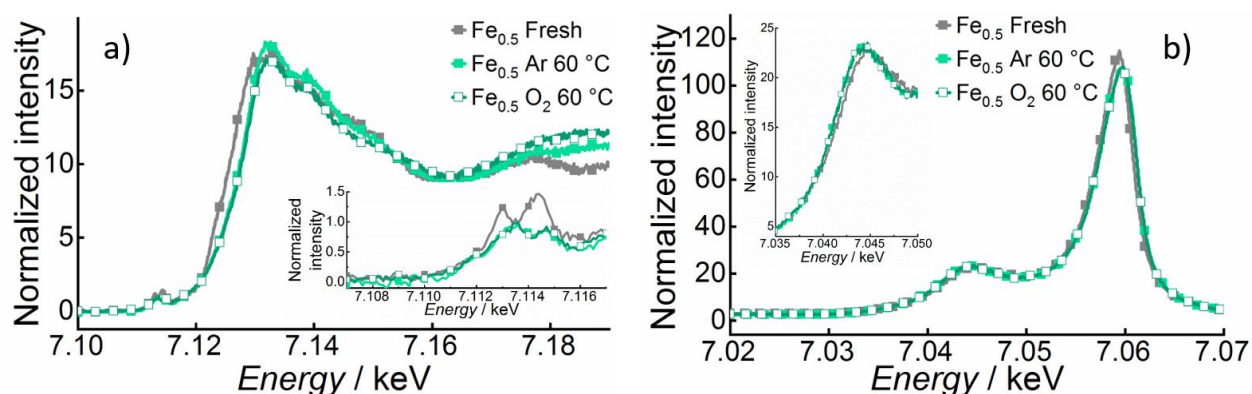 a)
Fe0.5 Fresh
Fe0.5 Ar 60 °C
Fe0.5 O2 60 °C
Normalized intensity
15
10
5
0
7.10 7.12 7.14 7.16 7.18
Energy / keV
Normalized
intensity
1.5
1.0
0.5
0.0
7.108 7.110 7.112 7.114 7.116
Energy / keV
b)
Fe0.5 Fresh
Fe0.5 Ar 60 °C
Fe0.5 O2 60 °C
Normalized intensity
120
100
80
60
40
20
0
7.02 7.03 7.04 7.05 7.06 7.07
Energy / keV
Normalized intensity
25
20
15
10
5
7.035 7.040 7.045 7.050
Energy / keV